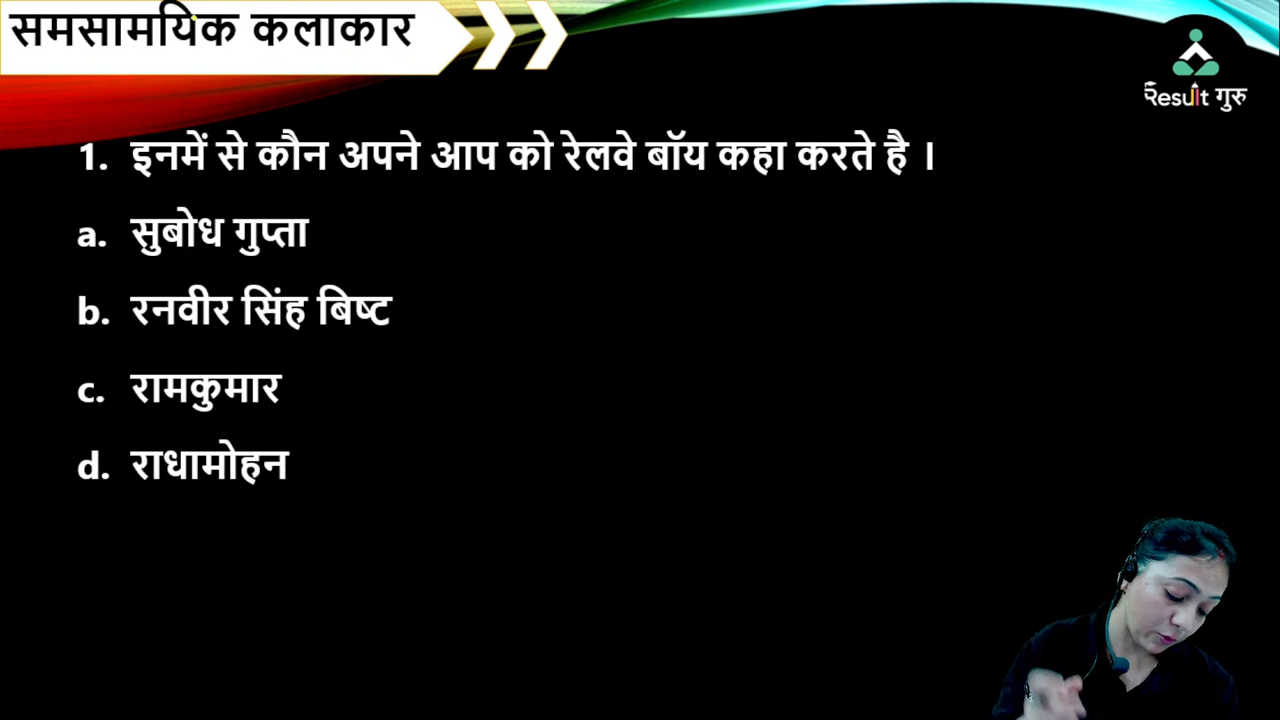 समसामयिक कलाकार
Result गुरु
1. इनमें से कौन अपने आप को रेलवे बॉय कहा करते है ।
a. सुबोध गुप्ता
b. रनवीर सिंह बिष्ट
c. रामकुमार
d. राधामोहन